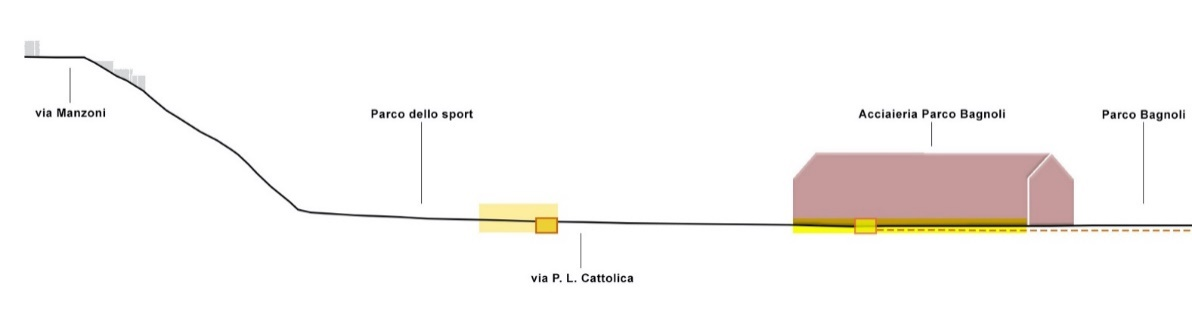 via Manzoni
Parco dello sport
Acciaieria Parco Bagnoli
Parco Bagnoli
via P. L. Cattolica